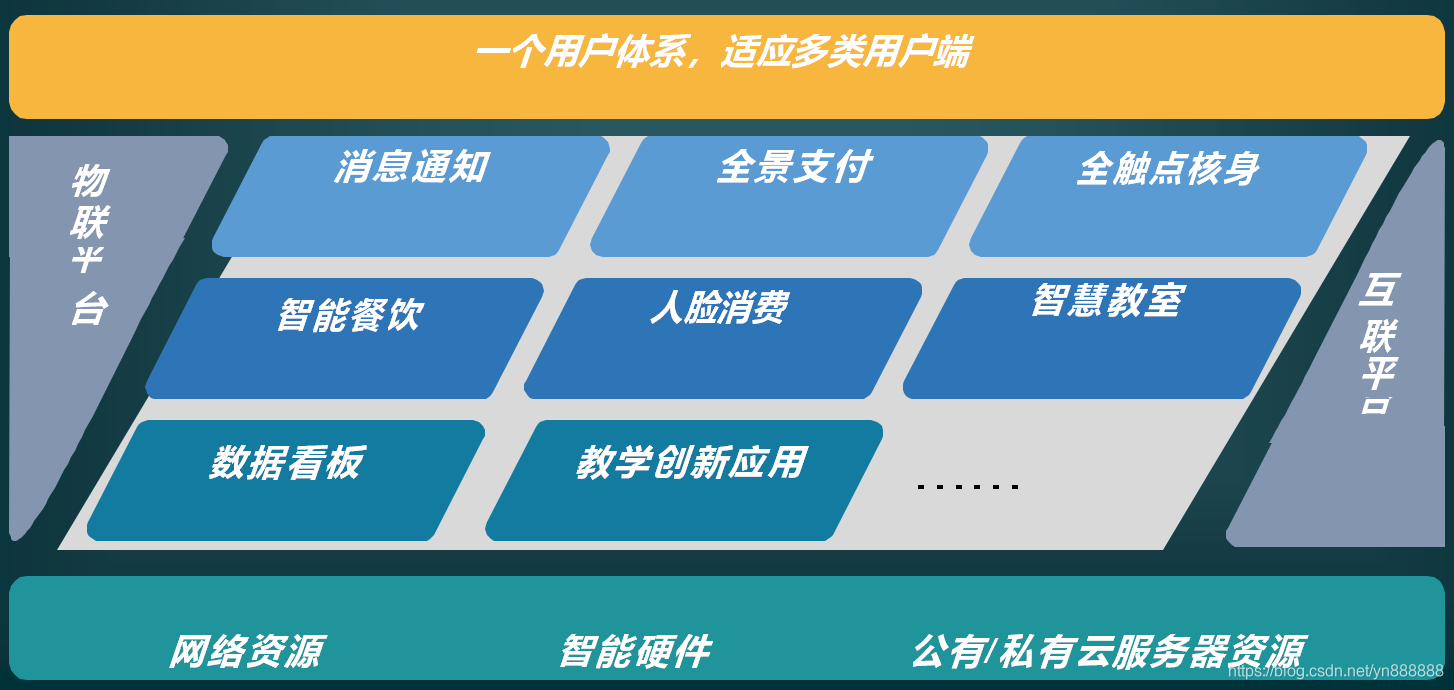 一个用户体系，适应多类用户端
物联平台
消息通知 全景支付 全触点核身
智能餐饮 人脸消费 智慧教室
数据看板 教学创新应用 ······
互联平台
网络资源 智能硬件 公有/私有云服务器资源
https://blog.csdn.net/yn888888